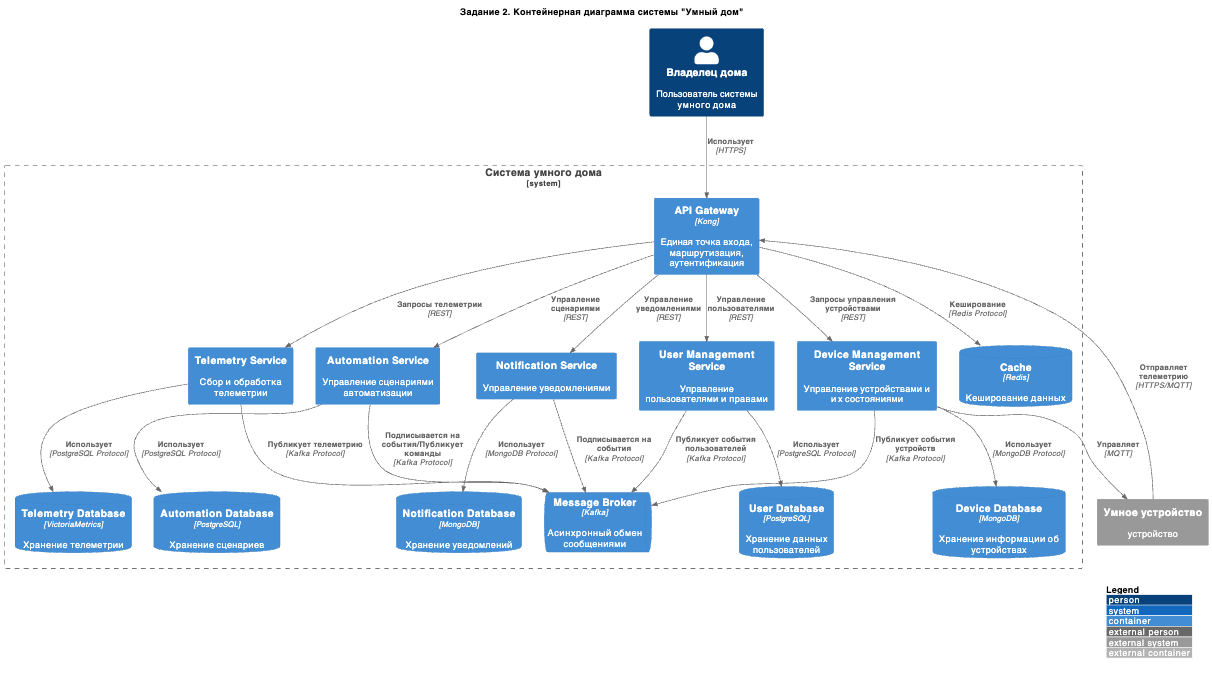 Задание 2. Контейнерная диаграмма системы "Умный дом"
Владелец дома
Пользователь системы
умного дома
Использует
[HTTPS]
Система умного дома
[system]
API Gateway
[Kong]
Единая точка входа,
маршрутизация,
аутентификация
Запросы телеметрии
[REST]
Управление
сценариями
[REST]
Управление
уведомлениями
[REST]
Управление
пользователями
[REST]
Запросы управления
устройствами
[REST]
Кеширование
[Redis Protocol]
Отправляет
телеметрию
[HTTPS/MQTT]
Telemetry Service
Сбор и обработка
телеметрии
Automation Service
Управление сценариями
автоматизации
Notification Service
Управление уведомлениями
User Management
Service
Управление
пользователями и правами
Device Management
Service
Управление устройствами и
их состояниями
Cache
[Redis]
Кеширование данных
Использует
[PostgreSQL Protocol]
Использует
[PostgreSQL Protocol]
Публикует телеметрию
[Kafka Protocol]
Подписывается на
события/Публикует
команды
[Kafka Protocol]
Использует
[MongoDB Protocol]
Подписывается на
события
[Kafka Protocol]
Публикует события
пользователей
[Kafka Protocol]
Использует
[PostgreSQL Protocol]
Публикует события
устройств
[Kafka Protocol]
Использует
[MongoDB Protocol]
Управляет
[MQTT]
Telemetry Database
[VictoriaMetrics]
Хранение телеметрии
Automation Database
[PostgreSQL]
Хранение сценариев
Notification Database
[MongoDB]
Хранение уведомлений
Message Broker
[Kafka]
Асинхронный обмен
сообщениями
User Database
[PostgreSQL]
Хранение данных
пользователей
Device Database
[MongoDB]
Хранение информации об
устройствах
Умное устройство
устройство
Legend
person
system
container
external person
external system
external container